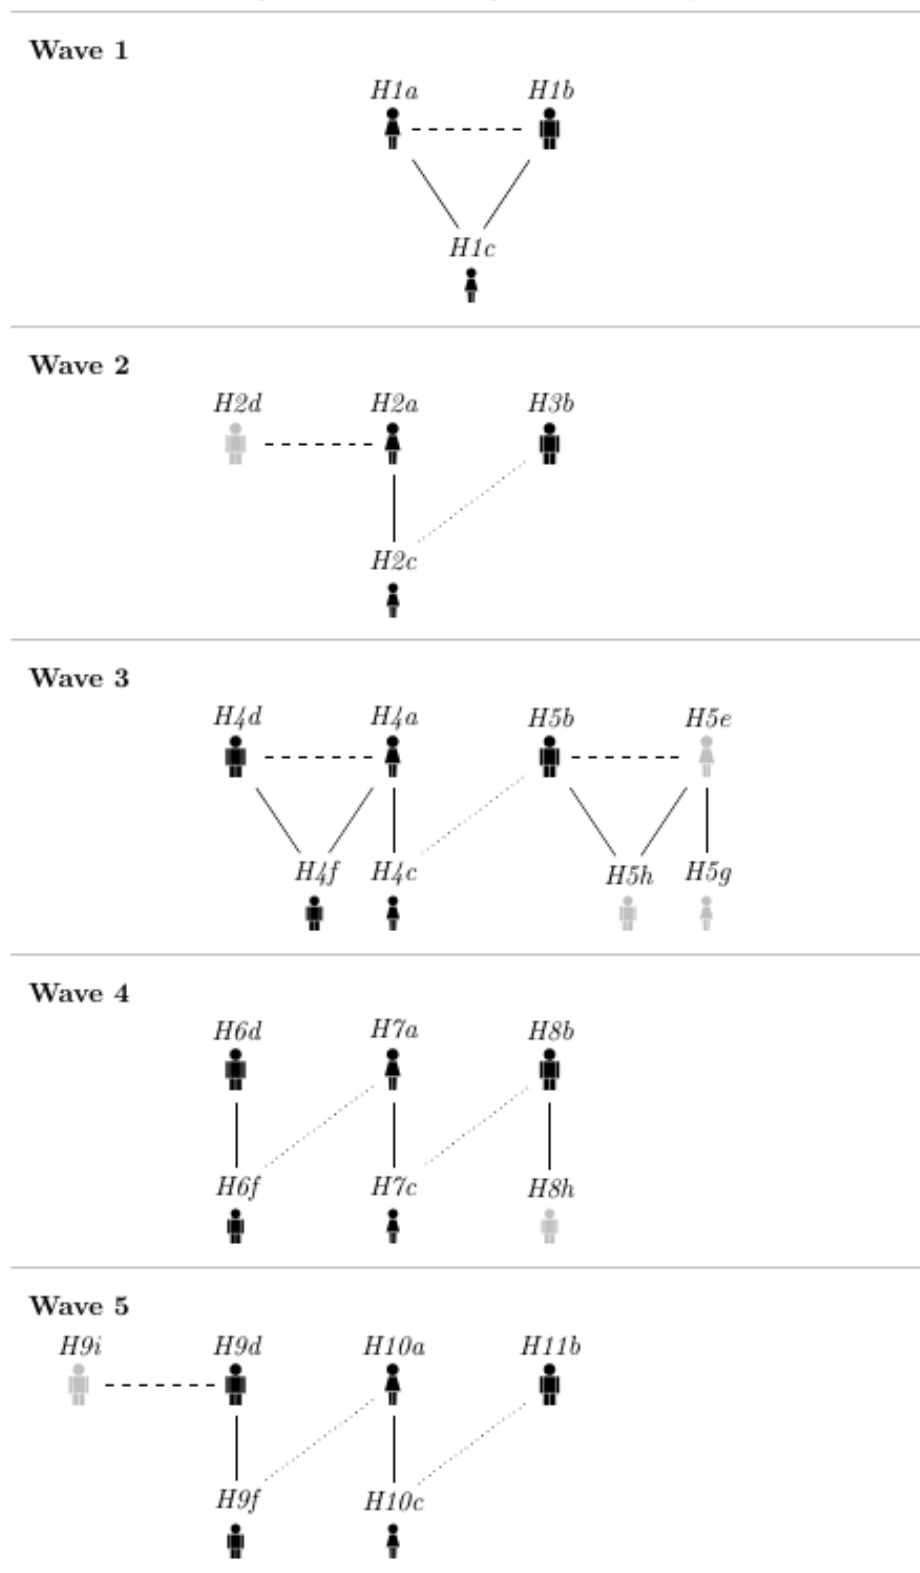 Wave 1
H1a H1b
H1c
Wave 2
H2d H2a H3b
H2c
Wave 3
H4d H4a H5b H5e
H4f H4c H5h H5g
Wave 4
H6d H7a H8b
H6f H7c H8h
Wave 5
H9i H9d H10a H11b
H9f H10c